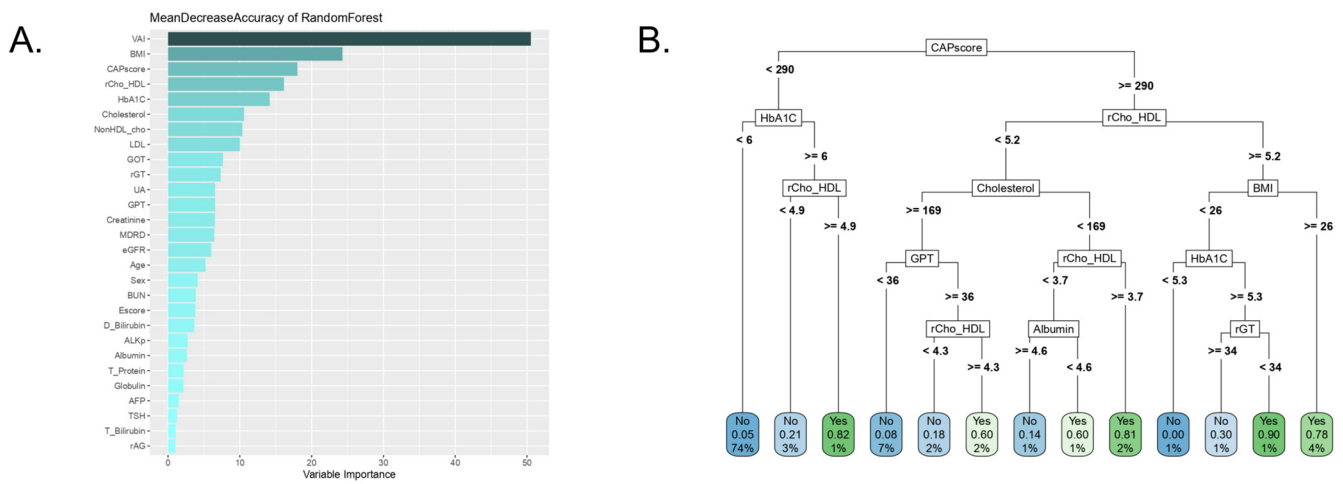 A.
MeanDecreaseAccuracy of RandomForest
VAI
BMI
CAPscore
rCho_HDL
HbA1C
Cholesterol
NonHDL_cho
LDL
GOT
rGT
UA
GPT
Creatinine
MDRD
eGFR
Age
Sex
BUN
Escore
D_Bilirubin
ALKp
Albumin
T_Protein
Globulin
AFP
TSH
T_Bilirubin
rAG
0 10 20 30 40 50
Variable Importance
B.
CAPscore
< 290
>= 290
HbA1C
rCho_HDL
< 6
>= 6
< 5.2
>= 5.2
rCho_HDL
Cholesterol
BMI
< 4.9
>= 4.9
>= 169
< 169
< 26
>= 26
GPT
rCho_HDL
HbA1C
< 36
>= 36
< 3.7
>= 3.7
< 5.3
>= 5.3
rCho_HDL
Albumin
rGT
< 4.3
>= 4.3
>= 4.6
< 4.6
>= 34
< 34
No No Yes No No Yes No Yes Yes No No Yes Yes
0.05 0.21 0.82 0.08 0.18 0.60 0.14 0.60 0.81 0.00 0.30 0.90 0.78
74% 3% 1% 7% 2% 2% 1% 1% 2% 1% 1% 1% 4%